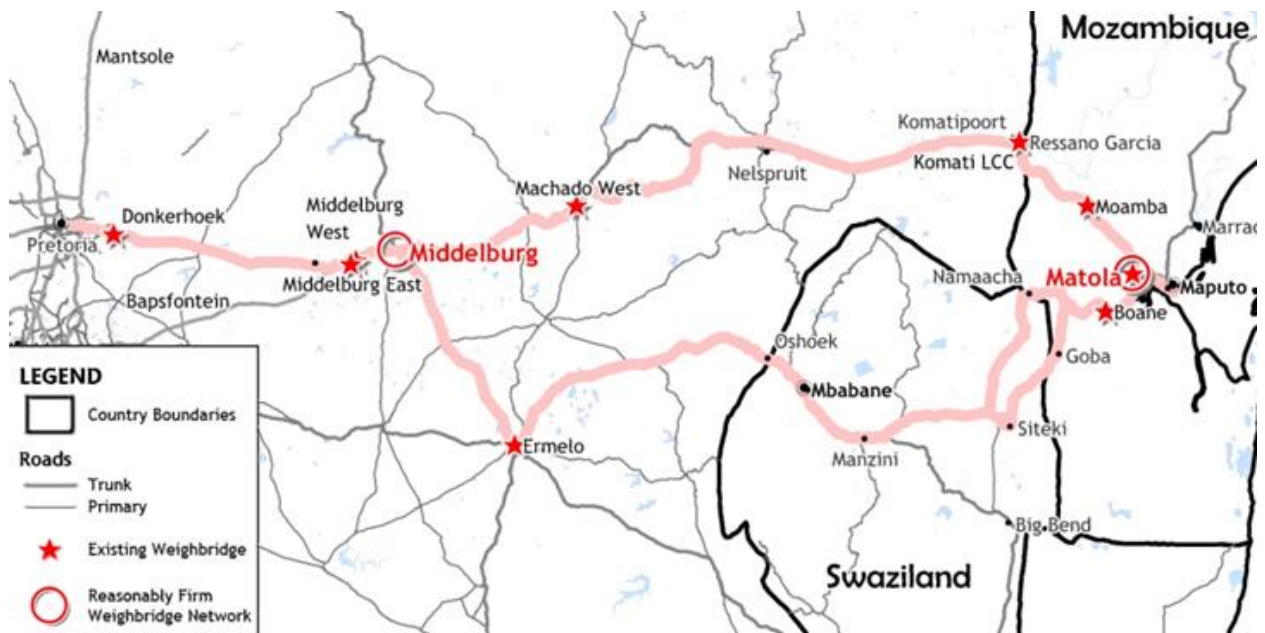 Mozambique
Mantsole
Komatipoort
Ressano Garcia
Komati LCC
Nelspruit
Machado West
Donkerhoek
Middelburg
West
Moamba
Marrac
Pretoria
Middelburg
Middelburg East
Bapsfontein
Namaacha
Matola
Maputo
Boane
Oshoek
Goba
Mbabane
Siteki
Ermelo
Manzini
Big Bend
Swaziland
LEGEND
Country Boundaries
Roads
Trunk
Primary
Existing Weighbridge
Reasonably Firm
Weighbridge Network